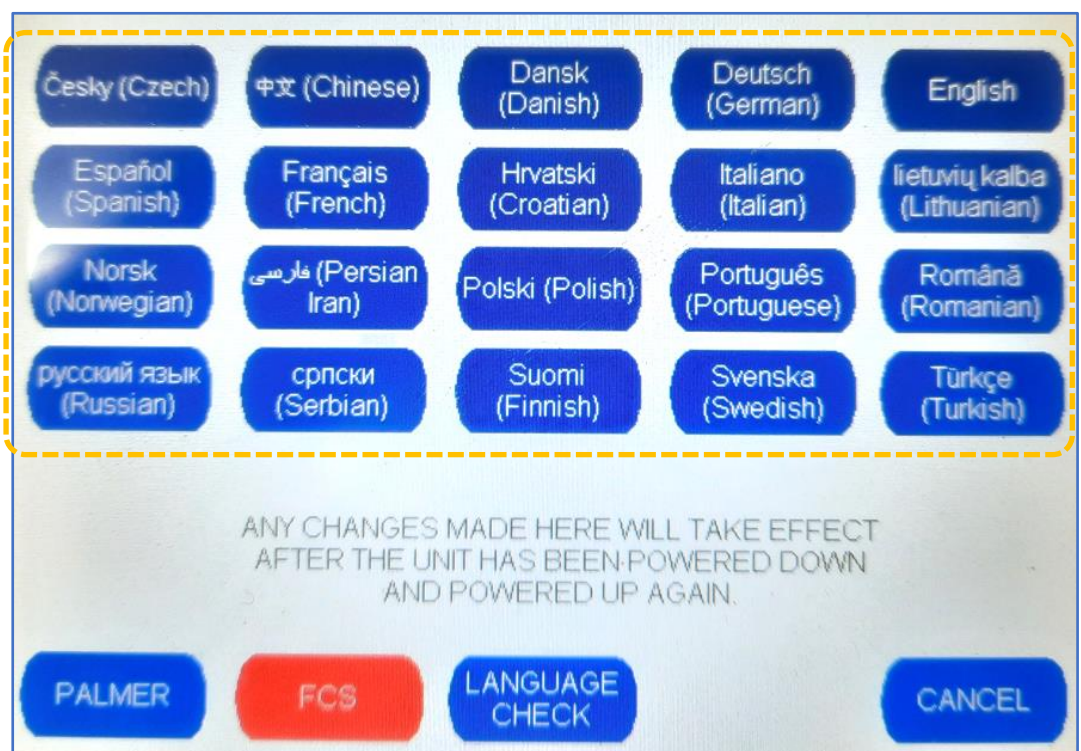 Česky (Czech)
中文 (Chinese)
Dansk
(Danish)
Deutsch
(German)
English
Español
(Spanish)
Français
(French)
Hrvatski
(Croatian)
Italiano
(Italian)
lietuvių kalba
(Lithuanian)
Norsk
(Norwegian)
فارسی (Persian
Iran)
Polski (Polish)
Português
(Portuguese)
Română
(Romanian)
русский язык
(Russian)
српски
(Serbian)
Suomi
(Finnish)
Svenska
(Swedish)
Türkçe
(Turkish)
ANY CHANGES MADE HERE WILL TAKE EFFECT
AFTER THE UNIT HAS BEEN POWERED DOWN
AND POWERED UP AGAIN.
PALMER
FCS
LANGUAGE
CHECK
CANCEL